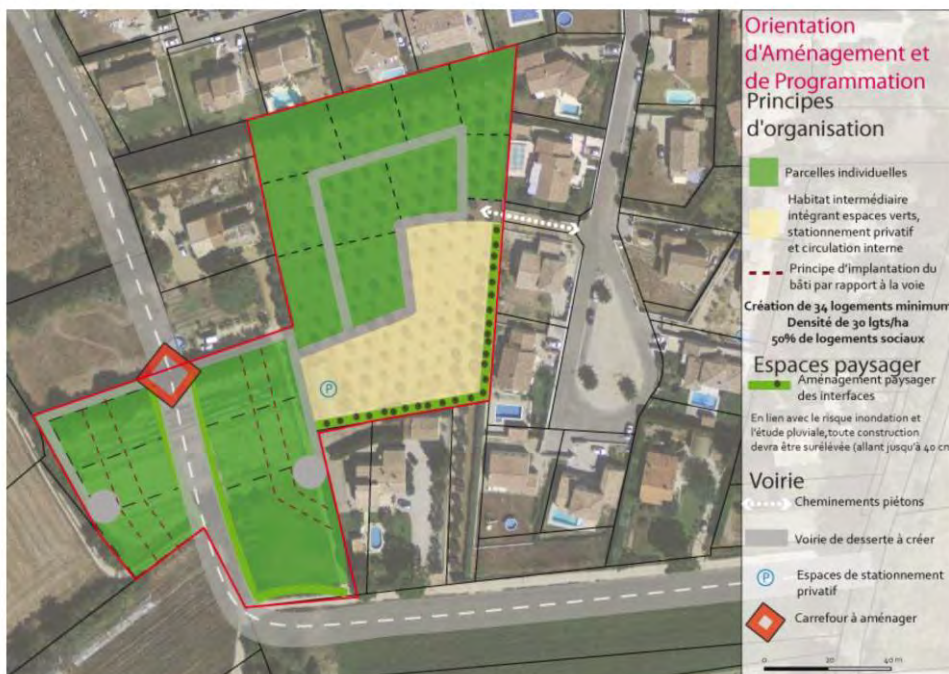 Orientation
d'Aménagement et
de Programmation
Principes
d'organisation
Parcelles individuelles
Habitat intermédiaire
intégrant espaces verts,
stationnement privatif
et circulation interne
Principe d'implantation du
bâti par rapport à la voie
Création de 34 logements minimum
Densité de 30 lgts/ha
50% de logements sociaux
Espaces paysager
Aménagement paysager
des interfaces
En lien avec le risque inondation et
l'étude pluviale,toute construction
devra être surélévée (allant jusqu'à 40 cm
Voirie
Cheminements piétons
Voirie de desserte à créer
P
Espaces de stationnement
privatif
Carrefour à aménager
0 20 40 m
P